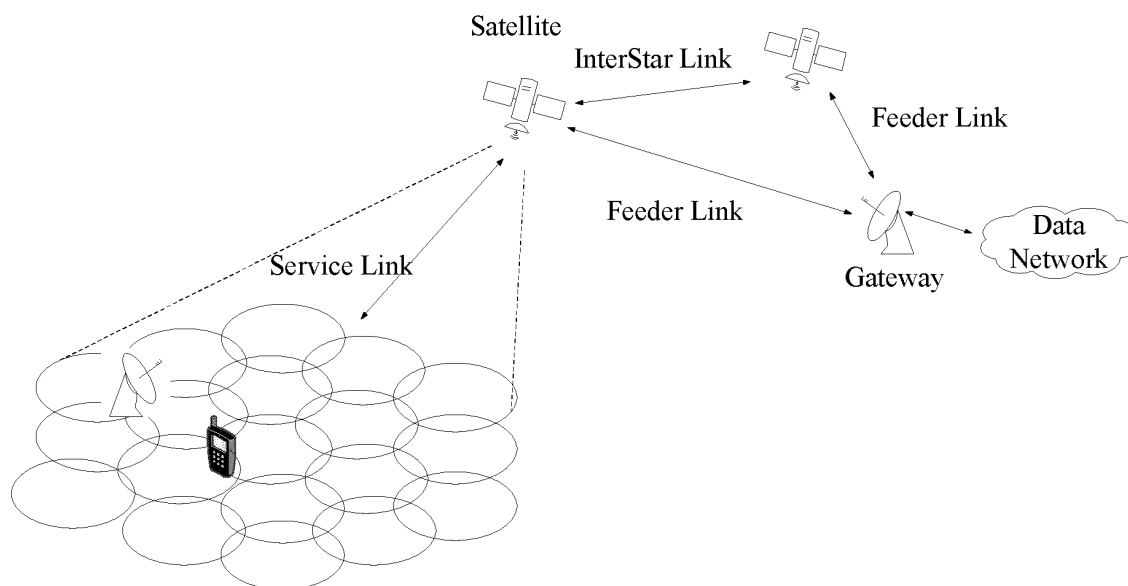 Satellite
InterStar Link
Feeder Link
Feeder Link
Service Link
Gateway
Data
Network